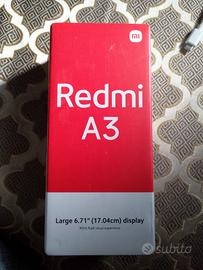 mi
Redmi
A3
Large 6.71" (17.04cm) display
subito